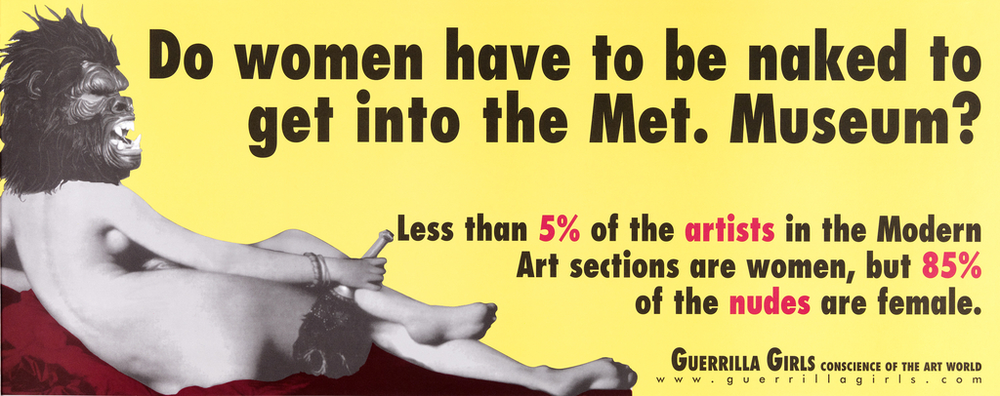 Do women have to be naked to
get into the Met. Museum?
Less than 5% of the artists in the Modern
Art sections are women, but 85%
of the nudes are female.
GUERRILLA GIRLS CONSCIENCE OF THE ART WORLD
www.guerrillagirls.com